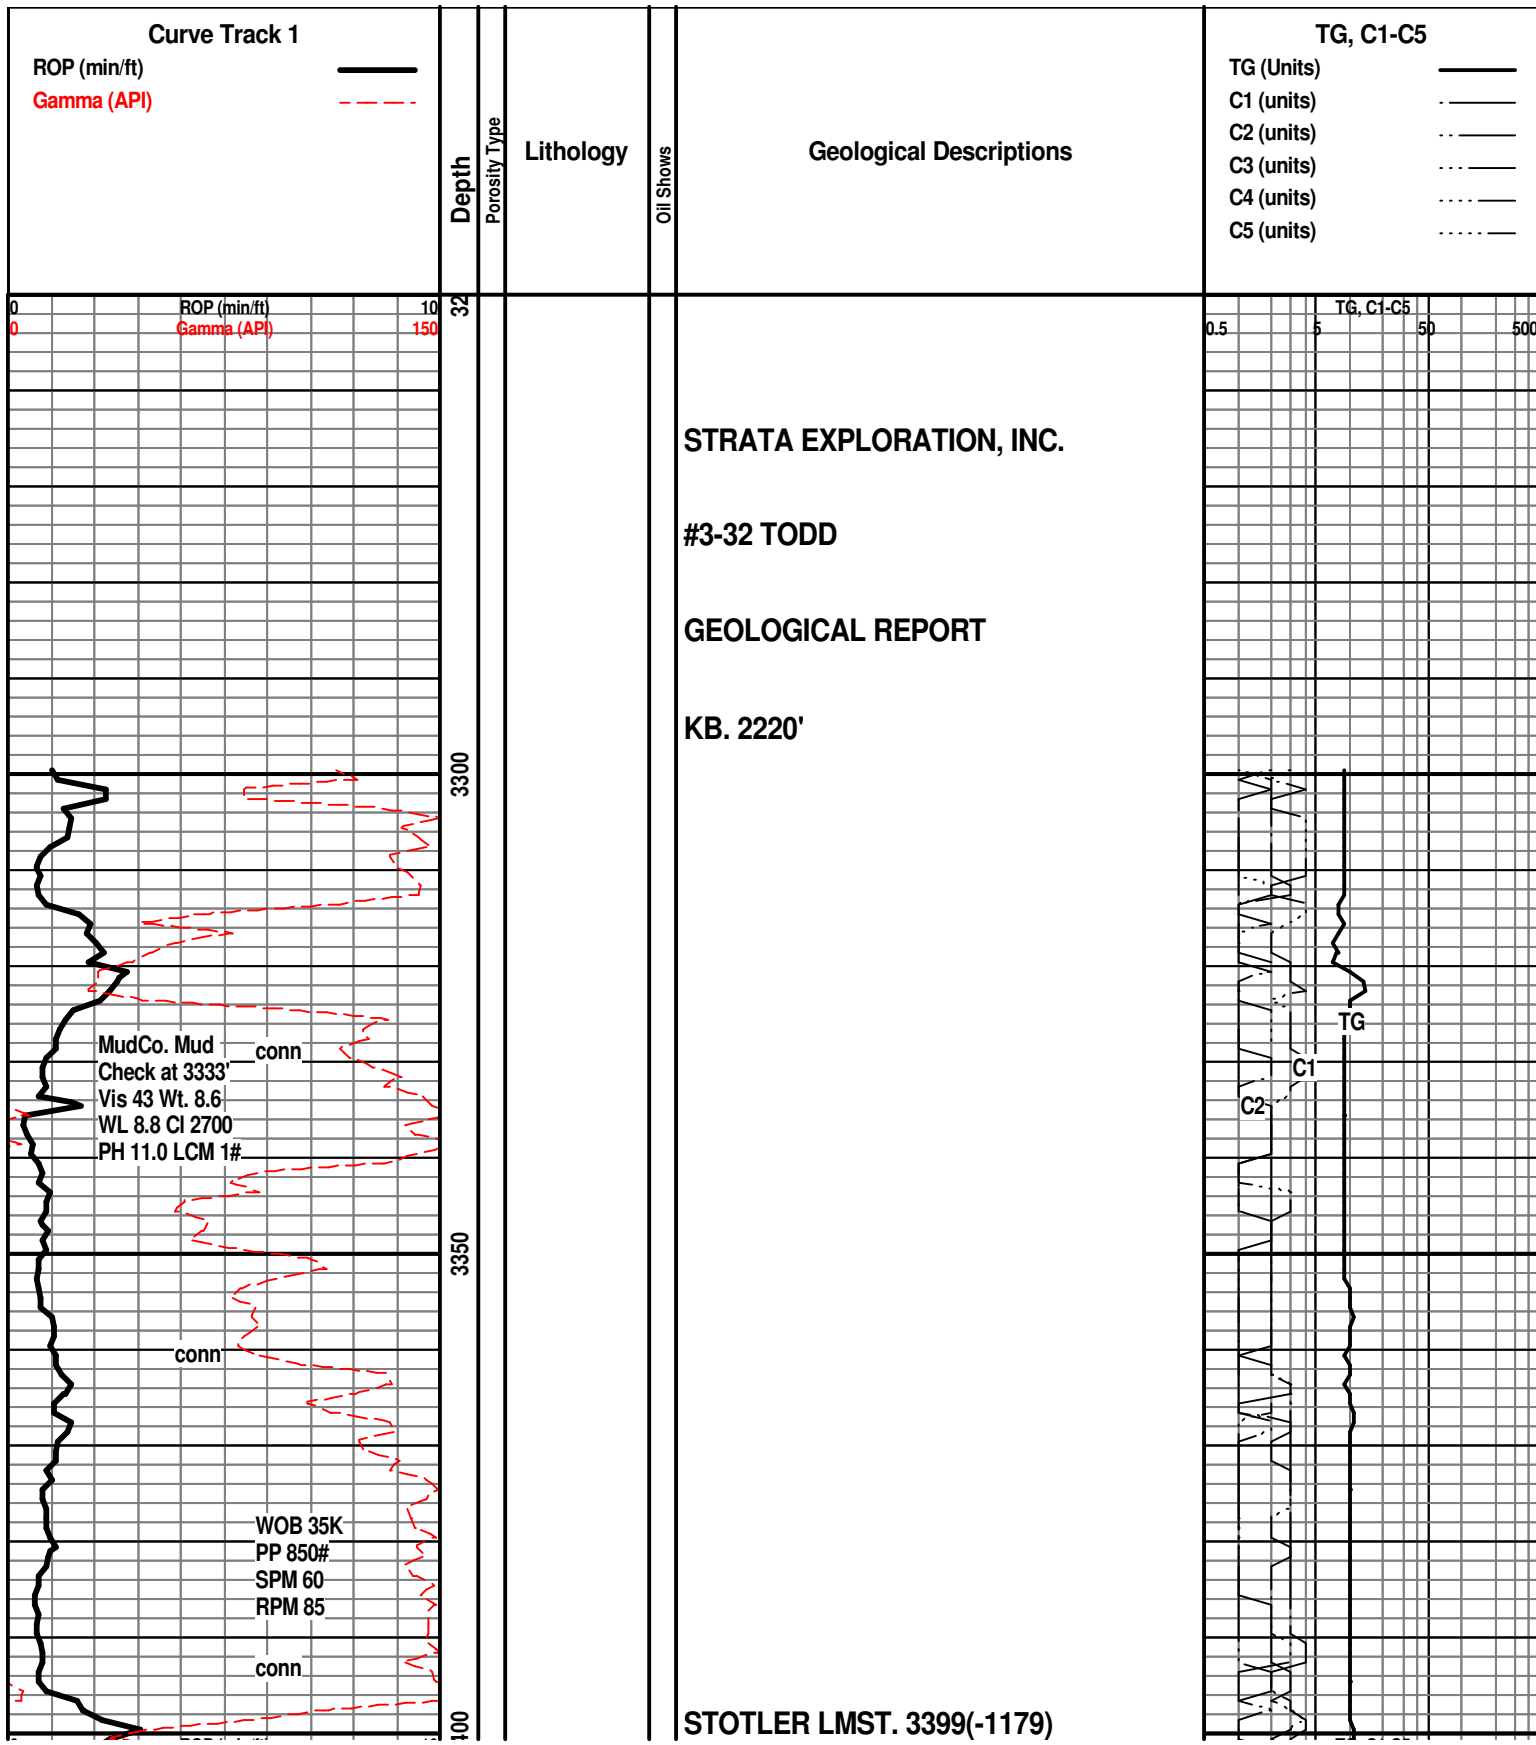 Curve Track 1
ROP (min/ft)
Gamma (API)
Depth
Porosity Type
Lithology
Oil Shows
Geological Descriptions
TG, C1-C5
TG (Units)
C1 (units)
C2 (units)
C3 (units)
C4 (units)
C5 (units)
0 ROP (min/ft) 10
0 Gamma (API) 150
32
TG, C1-C5
0.5 5 50 500
STRATA EXPLORATION, INC.
#3-32 TODD
GEOLOGICAL REPORT
KB. 2220'
3300
TG
MudCo. Mud
Check at 3333'
Vis 43 Wt. 8.6
WL 8.8 Cl 2700
PH 11.0 LCM 1#
conn
C1
C2
3350
conn
WOB 35K
PP 850#
SPM 60
RPM 85
conn
STOTLER LMST. 3399(-1179)
400